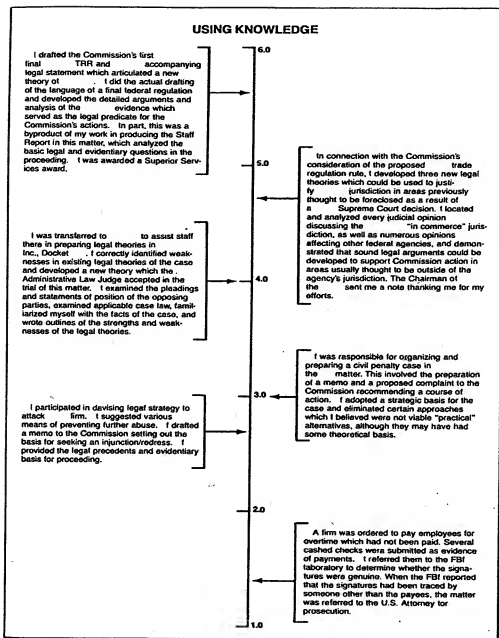 USING KNOWLEDGE
6.0
I drafted the Commission's first
final TRR and accompanying
legal statement which articulated a new
theory of . I did the actual drafting
of the language of a final federal regulation
and developed the detailed arguments and
analysis of the evidence which
served as the legal predicate for the
Commission's actions. In part, this was a
byproduct of my work in producing the Staff
Report in this matter, which analyzed the
basic legal and evidentiary questions in the
proceeding. I was awarded a Superior Serv-
ices award.
5.0
In connection with the Commission's
consideration of the proposed trade
regulation rule, I developed three new legal
theories which could be used to justi-
fy jurisdiction in areas previously
thought to be foreclosed as a result of
a Supreme Court decision. I located
and analyzed every judicial opinion
discussing the "in commerce" juris-
diction, as well as numerous opinions
affecting other federal agencies, and demon-
strated that sound legal arguments could be
developed to support Commission action in
areas usually thought to be outside of the
agency's jurisdiction. The Chairman of
the sent me a note thanking me for my
efforts.
I was transferred to to assist staff
there in preparing legal theories in
Inc., Docket . I correctly identified weak-
nesses in existing legal theories of the case
and developed a new theory which the .
Administrative Law Judge accepted in the
trial of this matter. I examined the pleadings
and statements of position of the opposing
parties, examined applicable case law, famil-
iarized myself with the facts of the case, and
wrote outlines of the strengths and weak-
nesses of the legal theories.
4.0
I was responsible for organizing and
preparing a civil penalty case in
the matter. This involved the preparation
of a memo and a proposed complaint to the
Commission recommending a course of
action. I adopted a strategic basis for the
case and eliminated certain approaches
which I believed were not viable "practical"
alternatives, although they may have had
some theoretical basis.
3.0
I participated in devising legal strategy to
attack firm. I suggested various
means of preventing further abuse. I drafted
a memo to the Commission setting out the
basis for seeking an injunction/redress. I
provided the legal precedents and evidentiary
basis for proceeding.
2.0
A firm was ordered to pay employees for
overtime which had not been paid. Several
cashed checks were submitted as evidence
of payments. I referred them to the FBI
laboratory to determine whether the signa-
tures were genuine. When the FBI reported
that the signatures had been traced by
someone other than the payees, the matter
was referred to the U.S. Attorney for
prosecution.
1.0